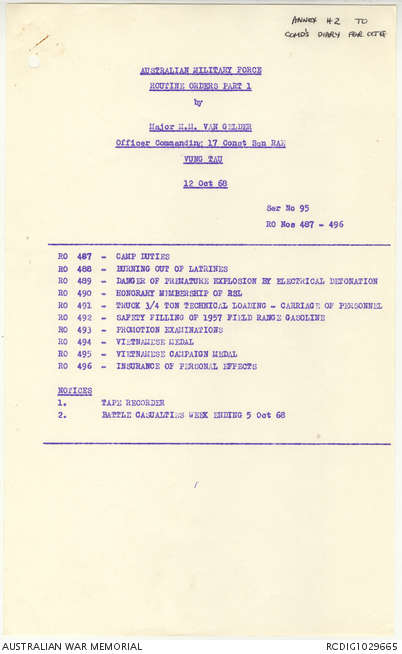 ANNEX H2 TO
COMD'S DIARY FOR OCT 68
AUSTRALIAN MILITARY FORCE
ROUTINE ORDERS PART 1
by
Major M.M. VAN GELDER
Officer Commanding 17 Const Sqn RAE
VUNG TAU
12 Oct 68
Ser No 95
RO Nos 487 - 496
RO 487 - CAMP DUTIES
RO 488 - BURNING OUT OF LATRINES
RO 489 - DANGER OF PREMATURE EXPLOSION BY ELECTRICAL DETONATION
RO 490 - HONORARY MEMBERSHIP OF RSL
RO 491 - TRUCK 3/4 TON TECHNICAL LOADING - CARRIAGE OF PERSONNEL
RO 492 - SAFETY FILLING OF 1957 FIELD RANGE GASOLINE
RO 493 - PROMOTION EXAMINATIONS
RO 494 - VIETNAMESE MEDAL
RO 495 - VIETNAMESE CAMPAIGN MEDAL
RO 496 - INSURANCE OF PERSONAL EFFECTS
NOTICES
1. TAPE RECORDER
2. BATTLE CASUALTIES WEEK ENDING 5 Oct 68
AUSTRALIAN WAR MEMORIAL
RCDIG1029665